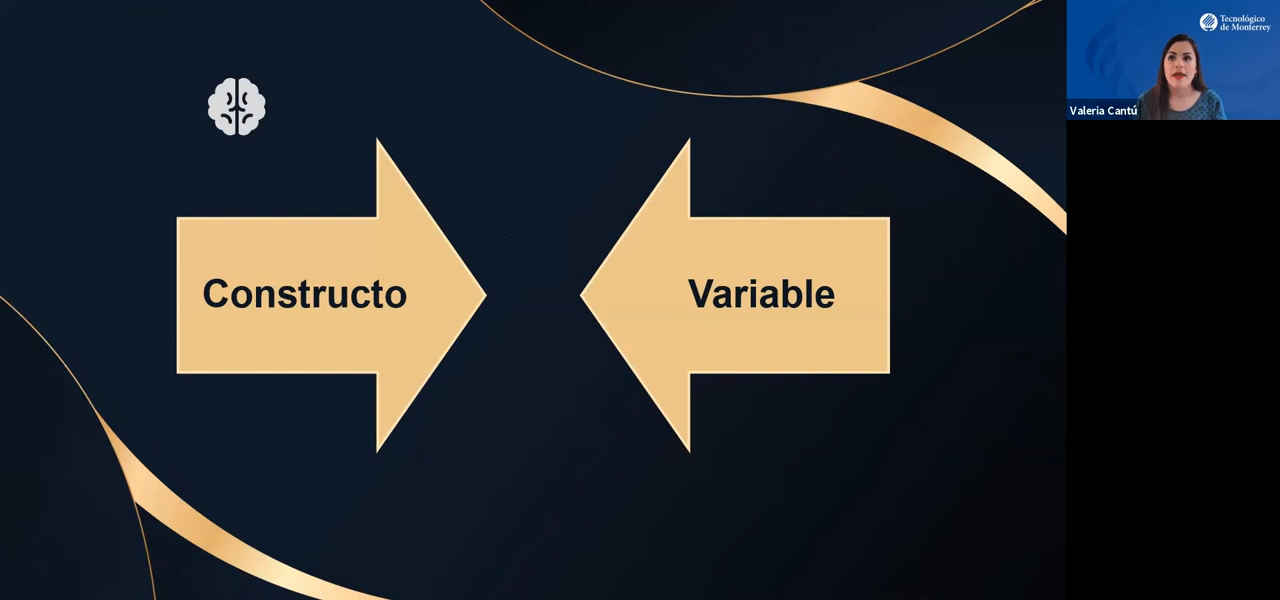 Constructo
Variable
Tecnológico
de Monterrey
Valeria Cantú